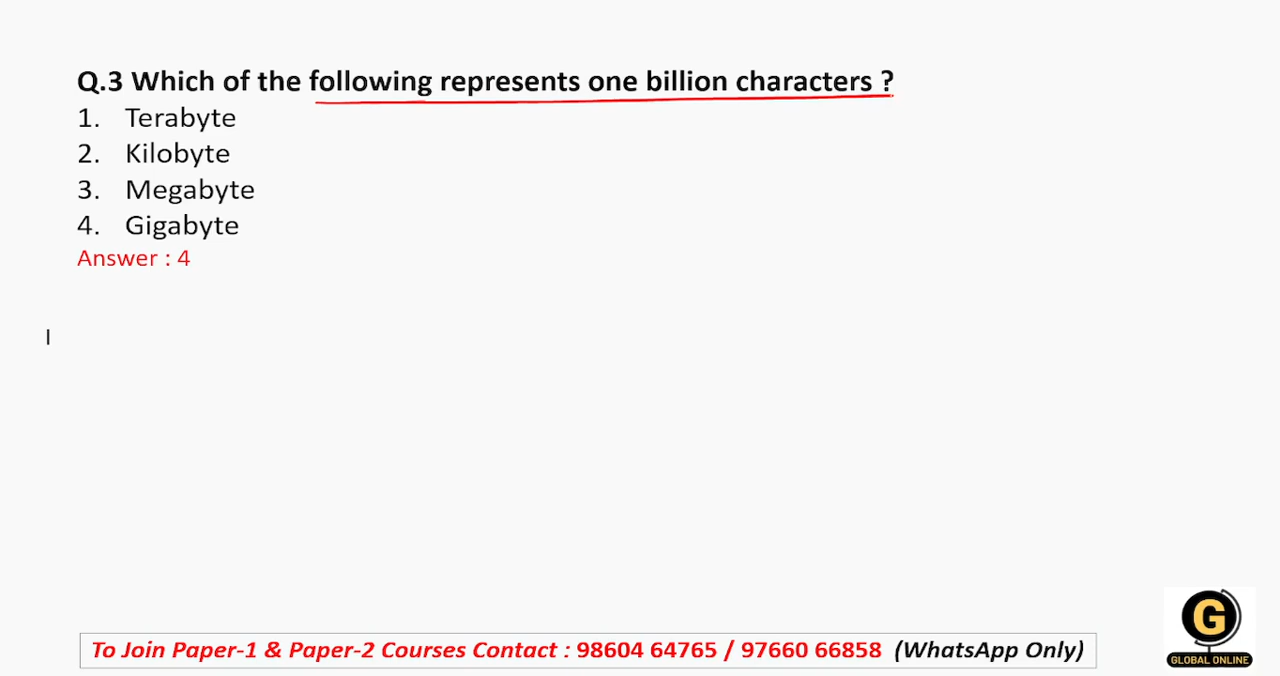 Q.3 Which of the following represents one billion characters ?
1. Terabyte
2. Kilobyte
3. Megabyte
4. Gigabyte
Answer : 4
To Join Paper-1 & Paper-2 Courses Contact : 98604 64765 / 97660 66858 (WhatsApp Only)
G
GLOBAL ONLINE